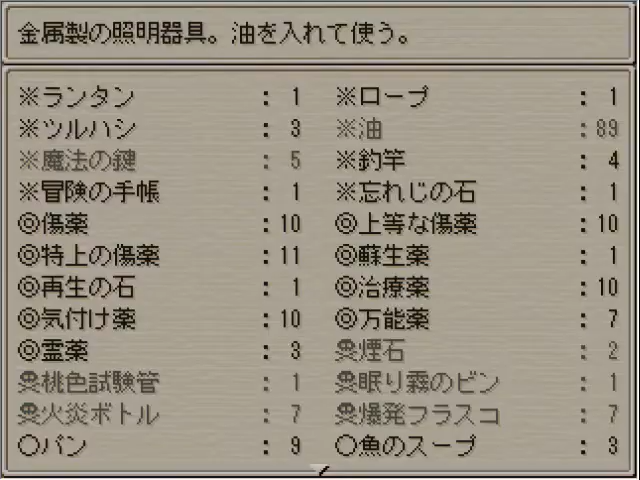 金属製の照明器具。油を入れて使う。
※ランタン : 1 ※ロープ : 1
※ツルハシ : 3 ※油 :89
※魔法の鍵 : 5 ※釣竿 : 4
※冒険の手帳 : 1 ※忘れじの石 : 1
◎傷薬 :10 ◎上等な傷薬 :10
◎特上の傷薬 :11 ◎蘇生薬 : 1
◎再生の石 : 1 ◎治療薬 :10
◎気付け薬 :10 ◎万能薬 : 7
◎霊薬 : 3 煙石 : 2
桃色試験管 : 1 眠り霧のビン : 1
火炎ボトル : 7 爆発フラスコ : 7
○パン : 9 ○魚のスープ : 3